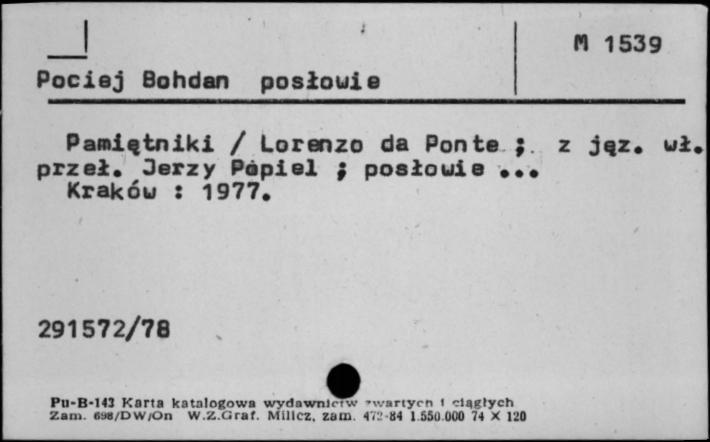 M 1539
Pociej Bohdan posłowie
Pamiętniki / Lorenzo da Ponte ; z jęz. wł.
przeł. Jerzy Popiel ; posłowie ...
Kraków : 1977.
291572/78
Pu-B-143 Karta katalogowa wydawnictw zwartych i ciągłych
Zam. 698/DW/On W.Z.Graf. Milicz, zam. 472-84 1.550.000 74 X 120